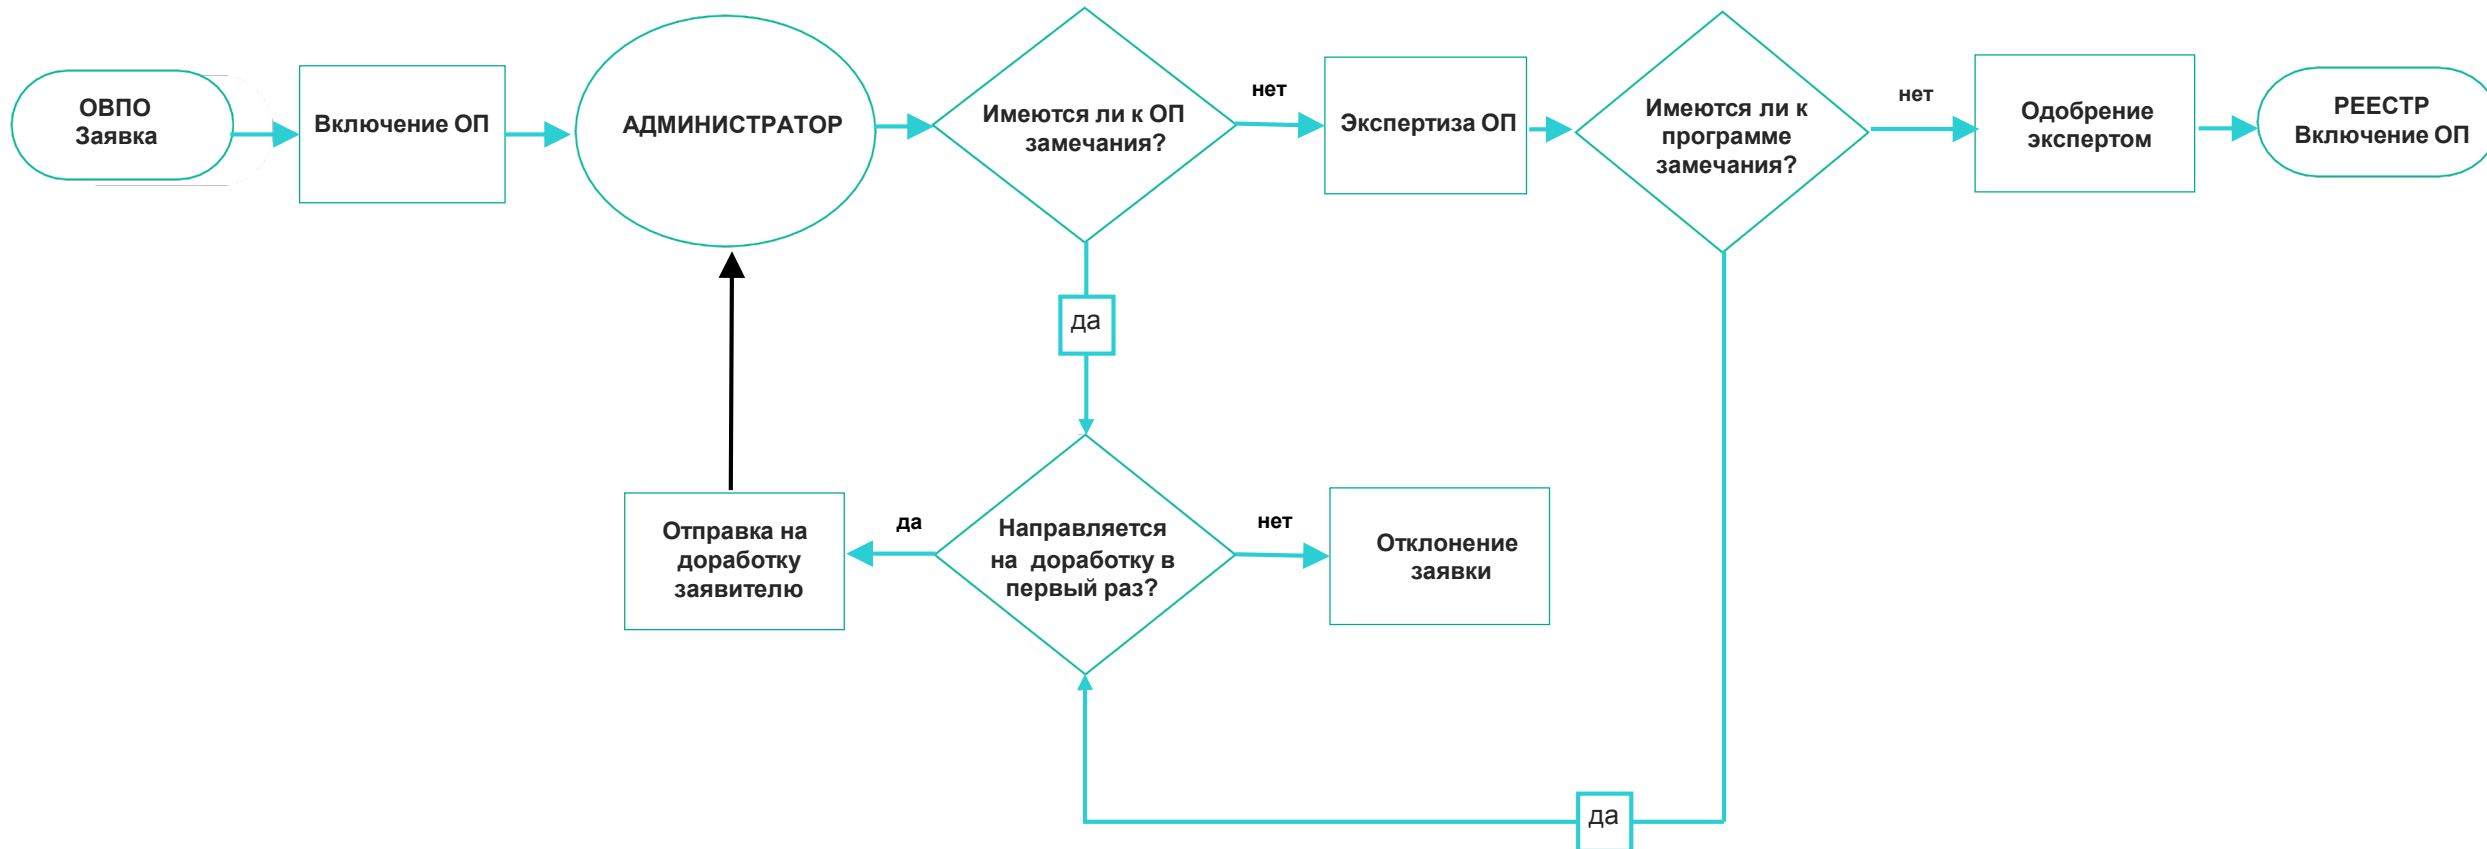 ОВПО
Заявка
Включение ОП
АДМИНИСТРАТОР
Имеются ли к ОП
замечания?
нет
Экспертиза ОП
Имеются ли к
программе
замечания?
нет
Одобрение
экспертом
РЕЕСТР
Включение ОП
да
Отправка на
доработку
заявителю
да
Направляется
на доработку в
первый раз?
нет
Отклонение
заявки
да